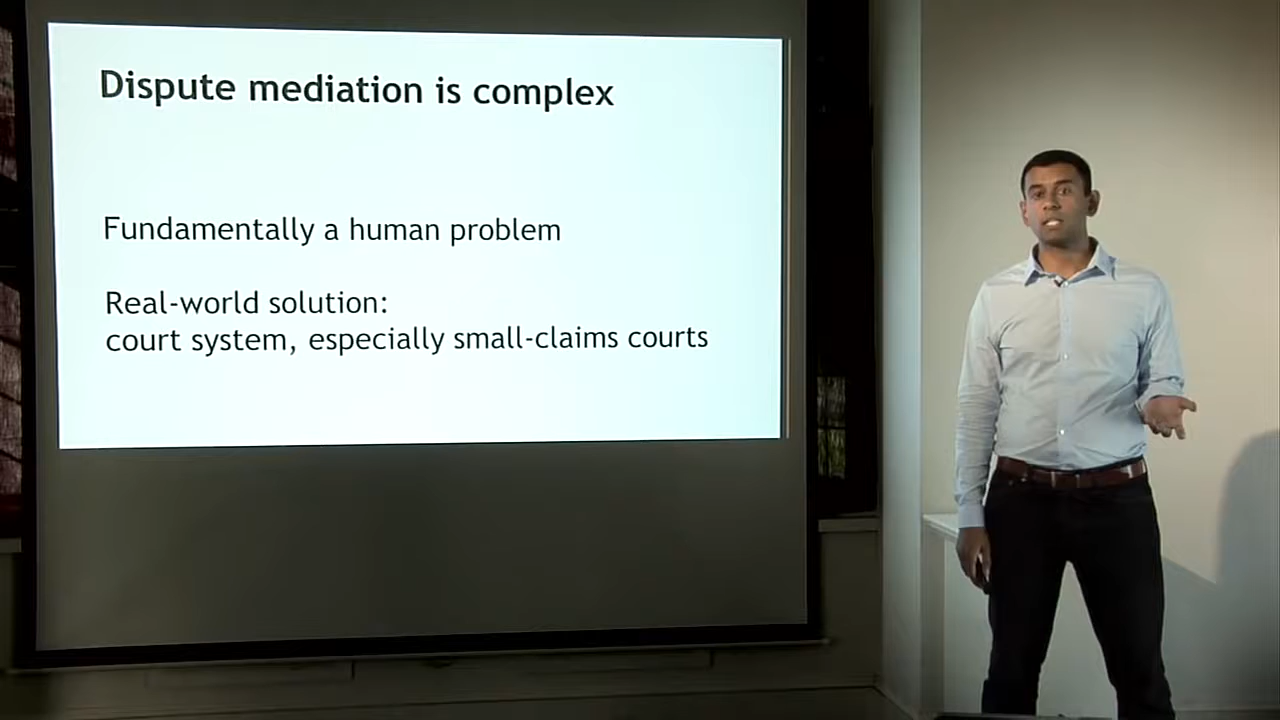 Dispute mediation is complex
Fundamentally a human problem
Real-world solution:
court system, especially small-claims courts